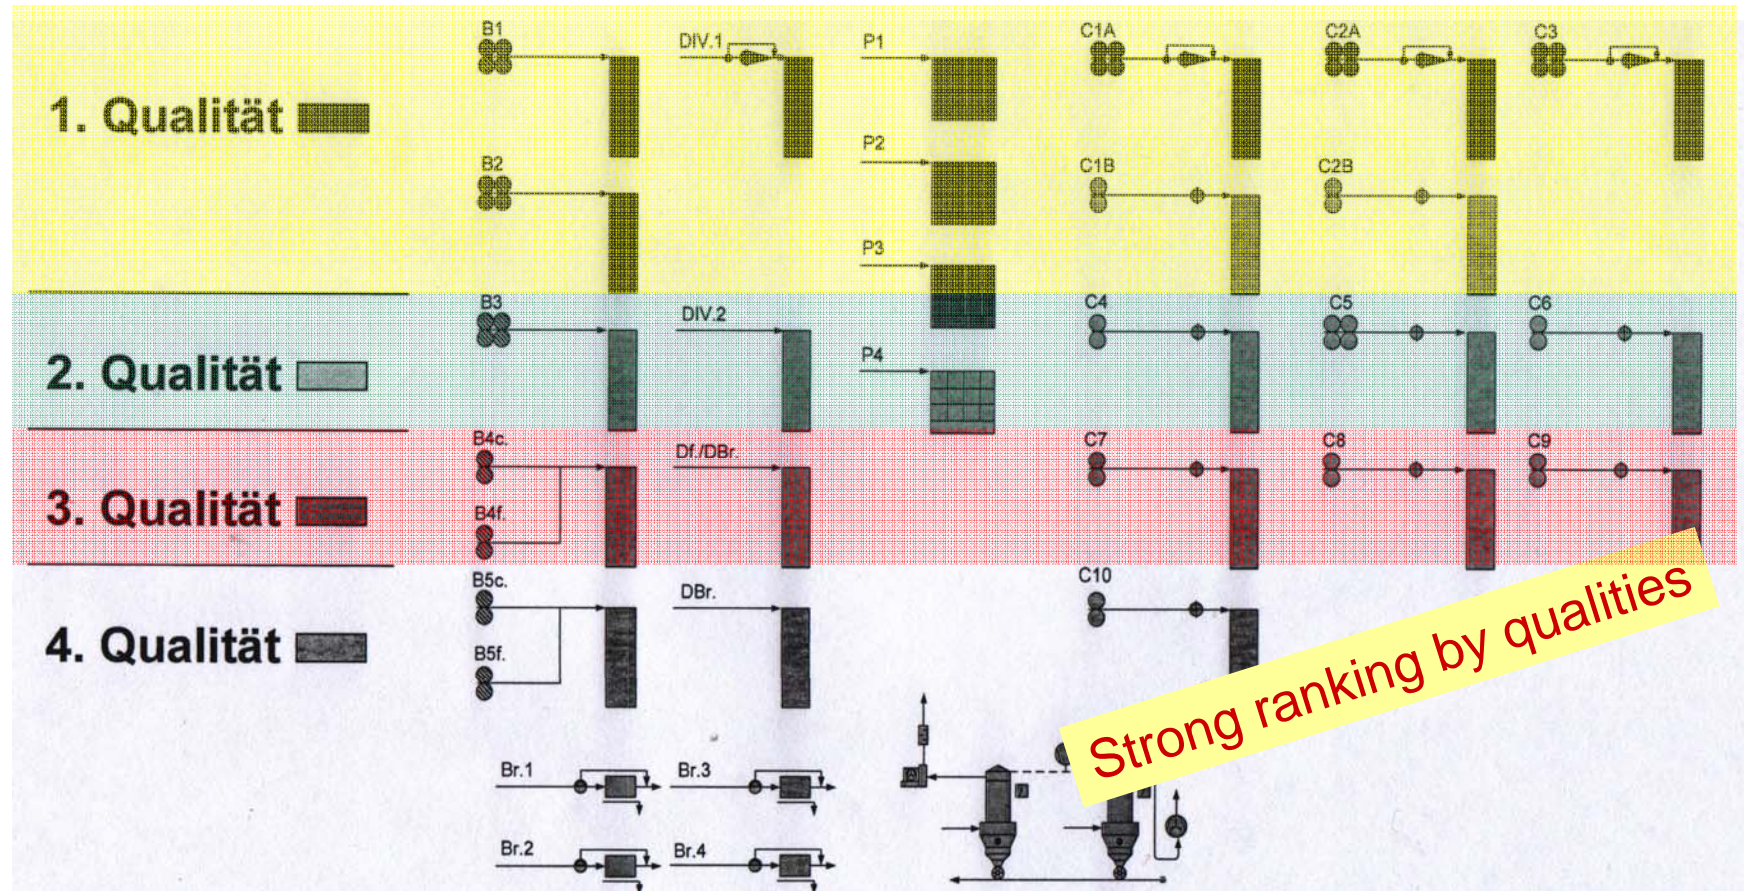 B1
DIV.1
P1
C1A
C2A
C3
1. Qualität
B2
P2
C1B
C2B
P3
B3
DIV.2
C4
C5
C6
2. Qualität
P4
B4c.
Df./DBr.
C7
C8
C9
3. Qualität
B4f.
B5c.
DBr.
C10
4. Qualität
B5f.
Strong ranking by qualities
Br.1
Br.3
Br.2
Br.4